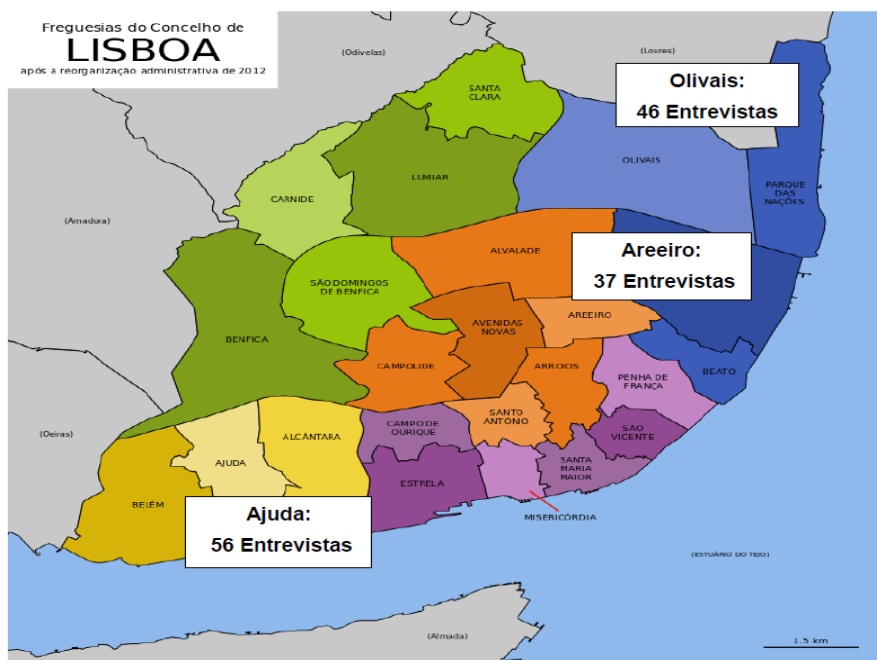 Freguesias do Concelho de
LISBOA
após a reorganização administrativa de 2012
(Odivelas)
(Loures)
Olivais:
46 Entrevistas
SANTA
CLARA
OLIVAIS
LUMIAR
PARQUE
DAS
NAÇÕES
CARNIDE
(Amadora)
Areeiro:
37 Entrevistas
ALVALADE
SÃO DOMINGOS
DE BENFICA
AREEIRO
AVENIDAS
NOVAS
BENFICA
CAMPOLIDE
ARROIOS
BEATO
PENHA DE
FRANÇA
SANTO
ANTÓNIO
CAMPO DE
OURIQUE
SÃO
VICENTE
(Oeiras)
ALCÂNTARA
AJUDA
SANTA
MARIA
MAIOR
ESTRELA
BELÉM
Ajuda:
56 Entrevistas
MISERICÓRDIA
(ESTUÁRIO DO TEJO)
(Almada)
1.5 km